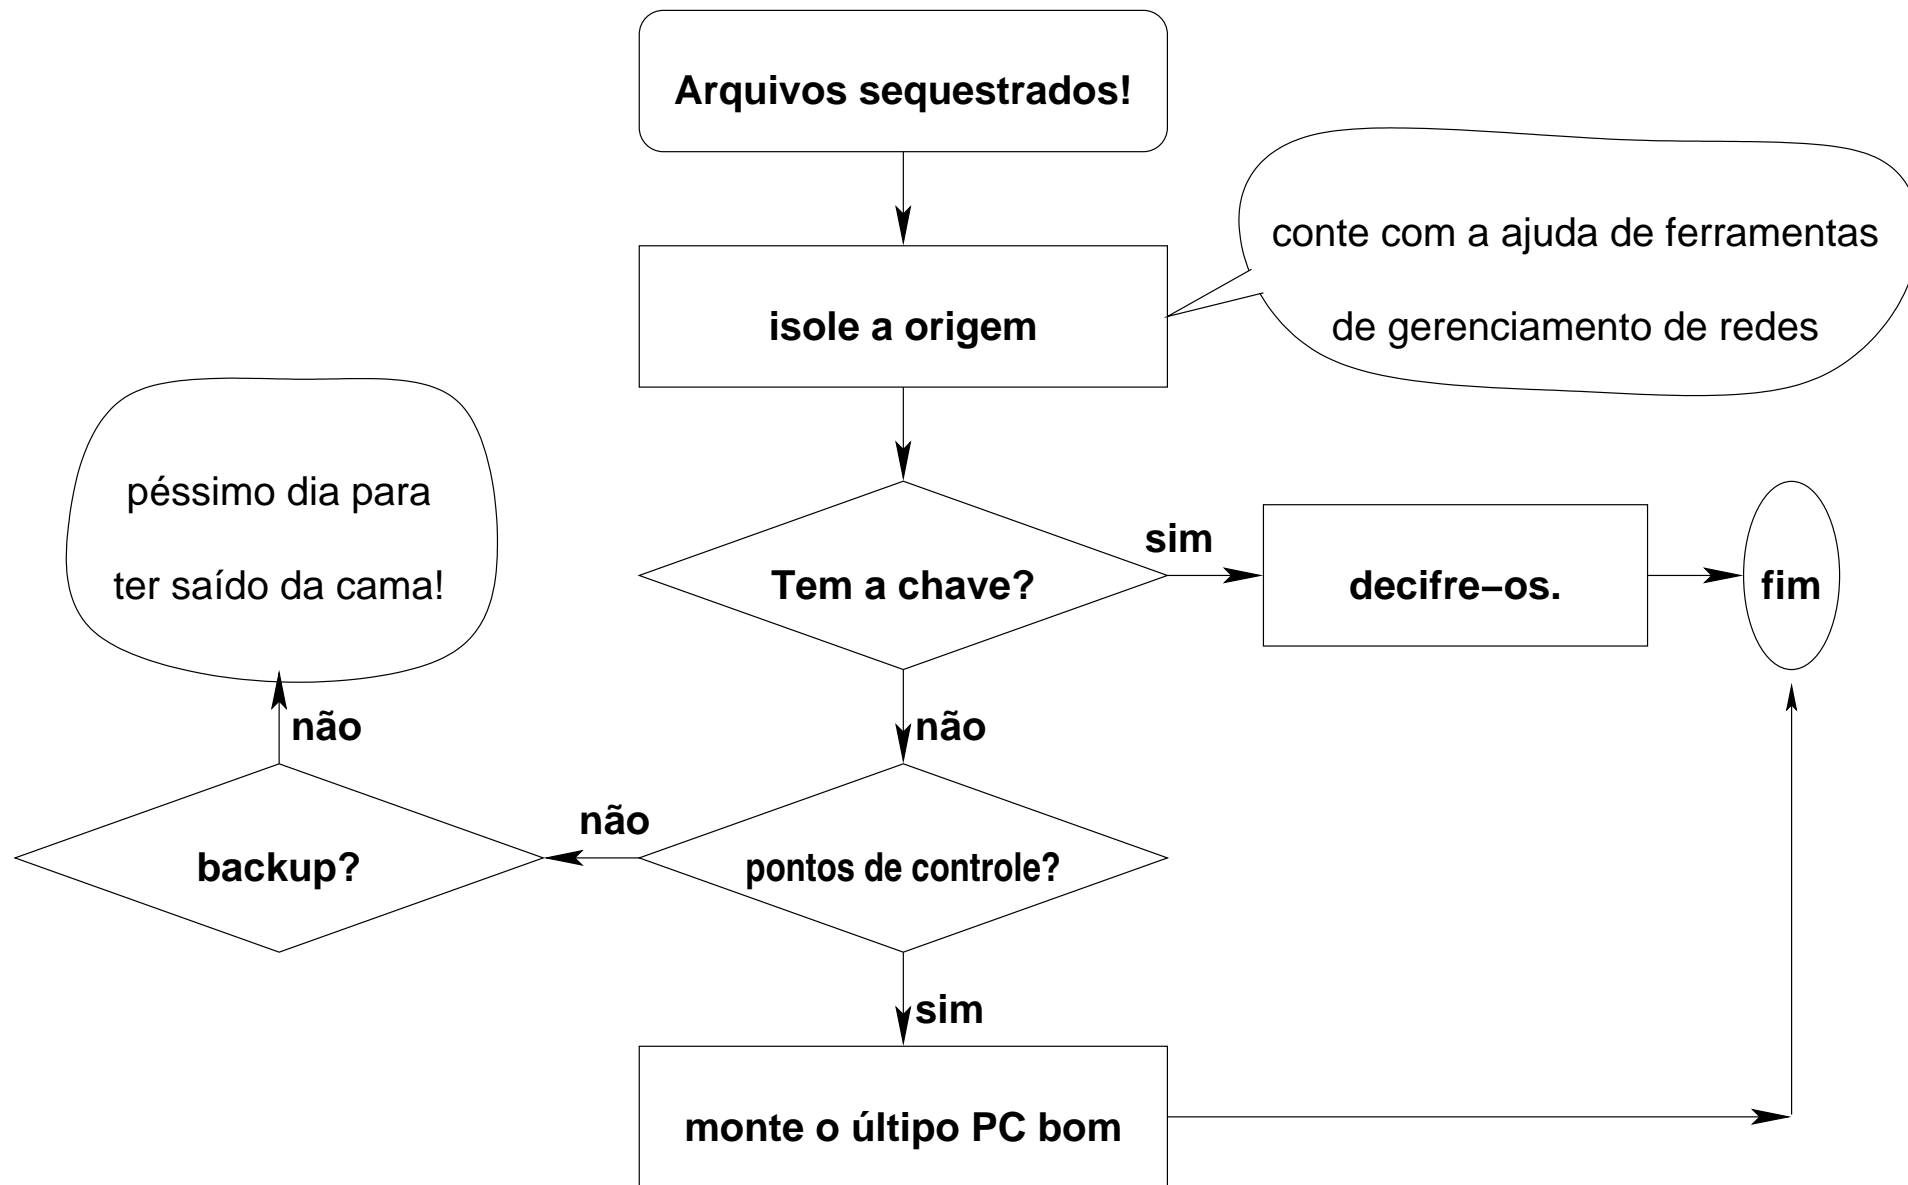 Arquivos sequestrados!
conte com a ajuda de ferramentas
de gerenciamento de redes
isole a origem
péssimo dia para
ter saído da cama!
sim
Tem a chave?
decifre–os.
fim
não
não
não
backup?
pontos de controle?
sim
monte o últipo PC bom